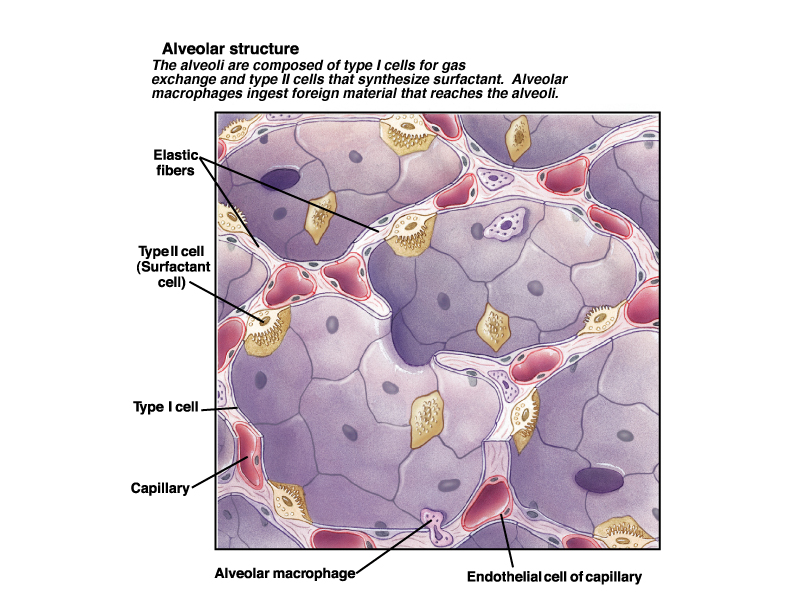 Alveolar structure
The alveoli are composed of type I cells for gas
exchange and type II cells that synthesize surfactant. Alveolar
macrophages ingest foreign material that reaches the alveoli.
Elastic
fibers
Type II cell
(Surfactant
cell)
Type I cell
Capillary
Alveolar macrophage
Endothelial cell of capillary